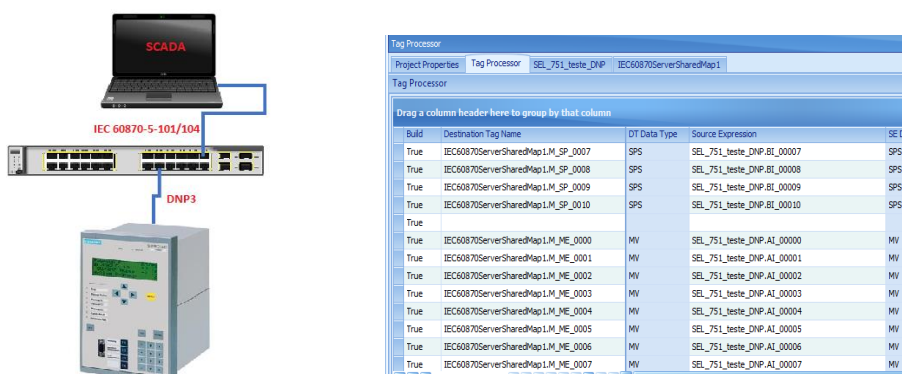 SCADA
IEC 60870-5-101/104
DNP3
Tag Processor
Project Properties Tag Processor SEL_751_teste_DNP IEC60870ServerSharedMap1
Tag Processor
Drag a column header here to group by that column
Build Destination Tag Name DT Data Type Source Expression SE D
True IEC60870ServerSharedMap1.M_SP_0007 SPS SEL_751_teste_DNP.BI_00007 SPS
True IEC60870ServerSharedMap1.M_SP_0008 SPS SEL_751_teste_DNP.BI_00008 SPS
True IEC60870ServerSharedMap1.M_SP_0009 SPS SEL_751_teste_DNP.BI_00009 SPS
True IEC60870ServerSharedMap1.M_SP_0010 SPS SEL_751_teste_DNP.BI_00010 SPS
True
True IEC60870ServerSharedMap1.M_ME_0000 MV SEL_751_teste_DNP.AI_00000 MV
True IEC60870ServerSharedMap1.M_ME_0001 MV SEL_751_teste_DNP.AI_00001 MV
True IEC60870ServerSharedMap1.M_ME_0002 MV SEL_751_teste_DNP.AI_00002 MV
True IEC60870ServerSharedMap1.M_ME_0003 MV SEL_751_teste_DNP.AI_00003 MV
True IEC60870ServerSharedMap1.M_ME_0004 MV SEL_751_teste_DNP.AI_00004 MV
True IEC60870ServerSharedMap1.M_ME_0005 MV SEL_751_teste_DNP.AI_00005 MV
True IEC60870ServerSharedMap1.M_ME_0006 MV SEL_751_teste_DNP.AI_00006 MV
True IEC60870ServerSharedMap1.M_ME_0007 MV SEL_751_teste_DNP.AI_00007 MV